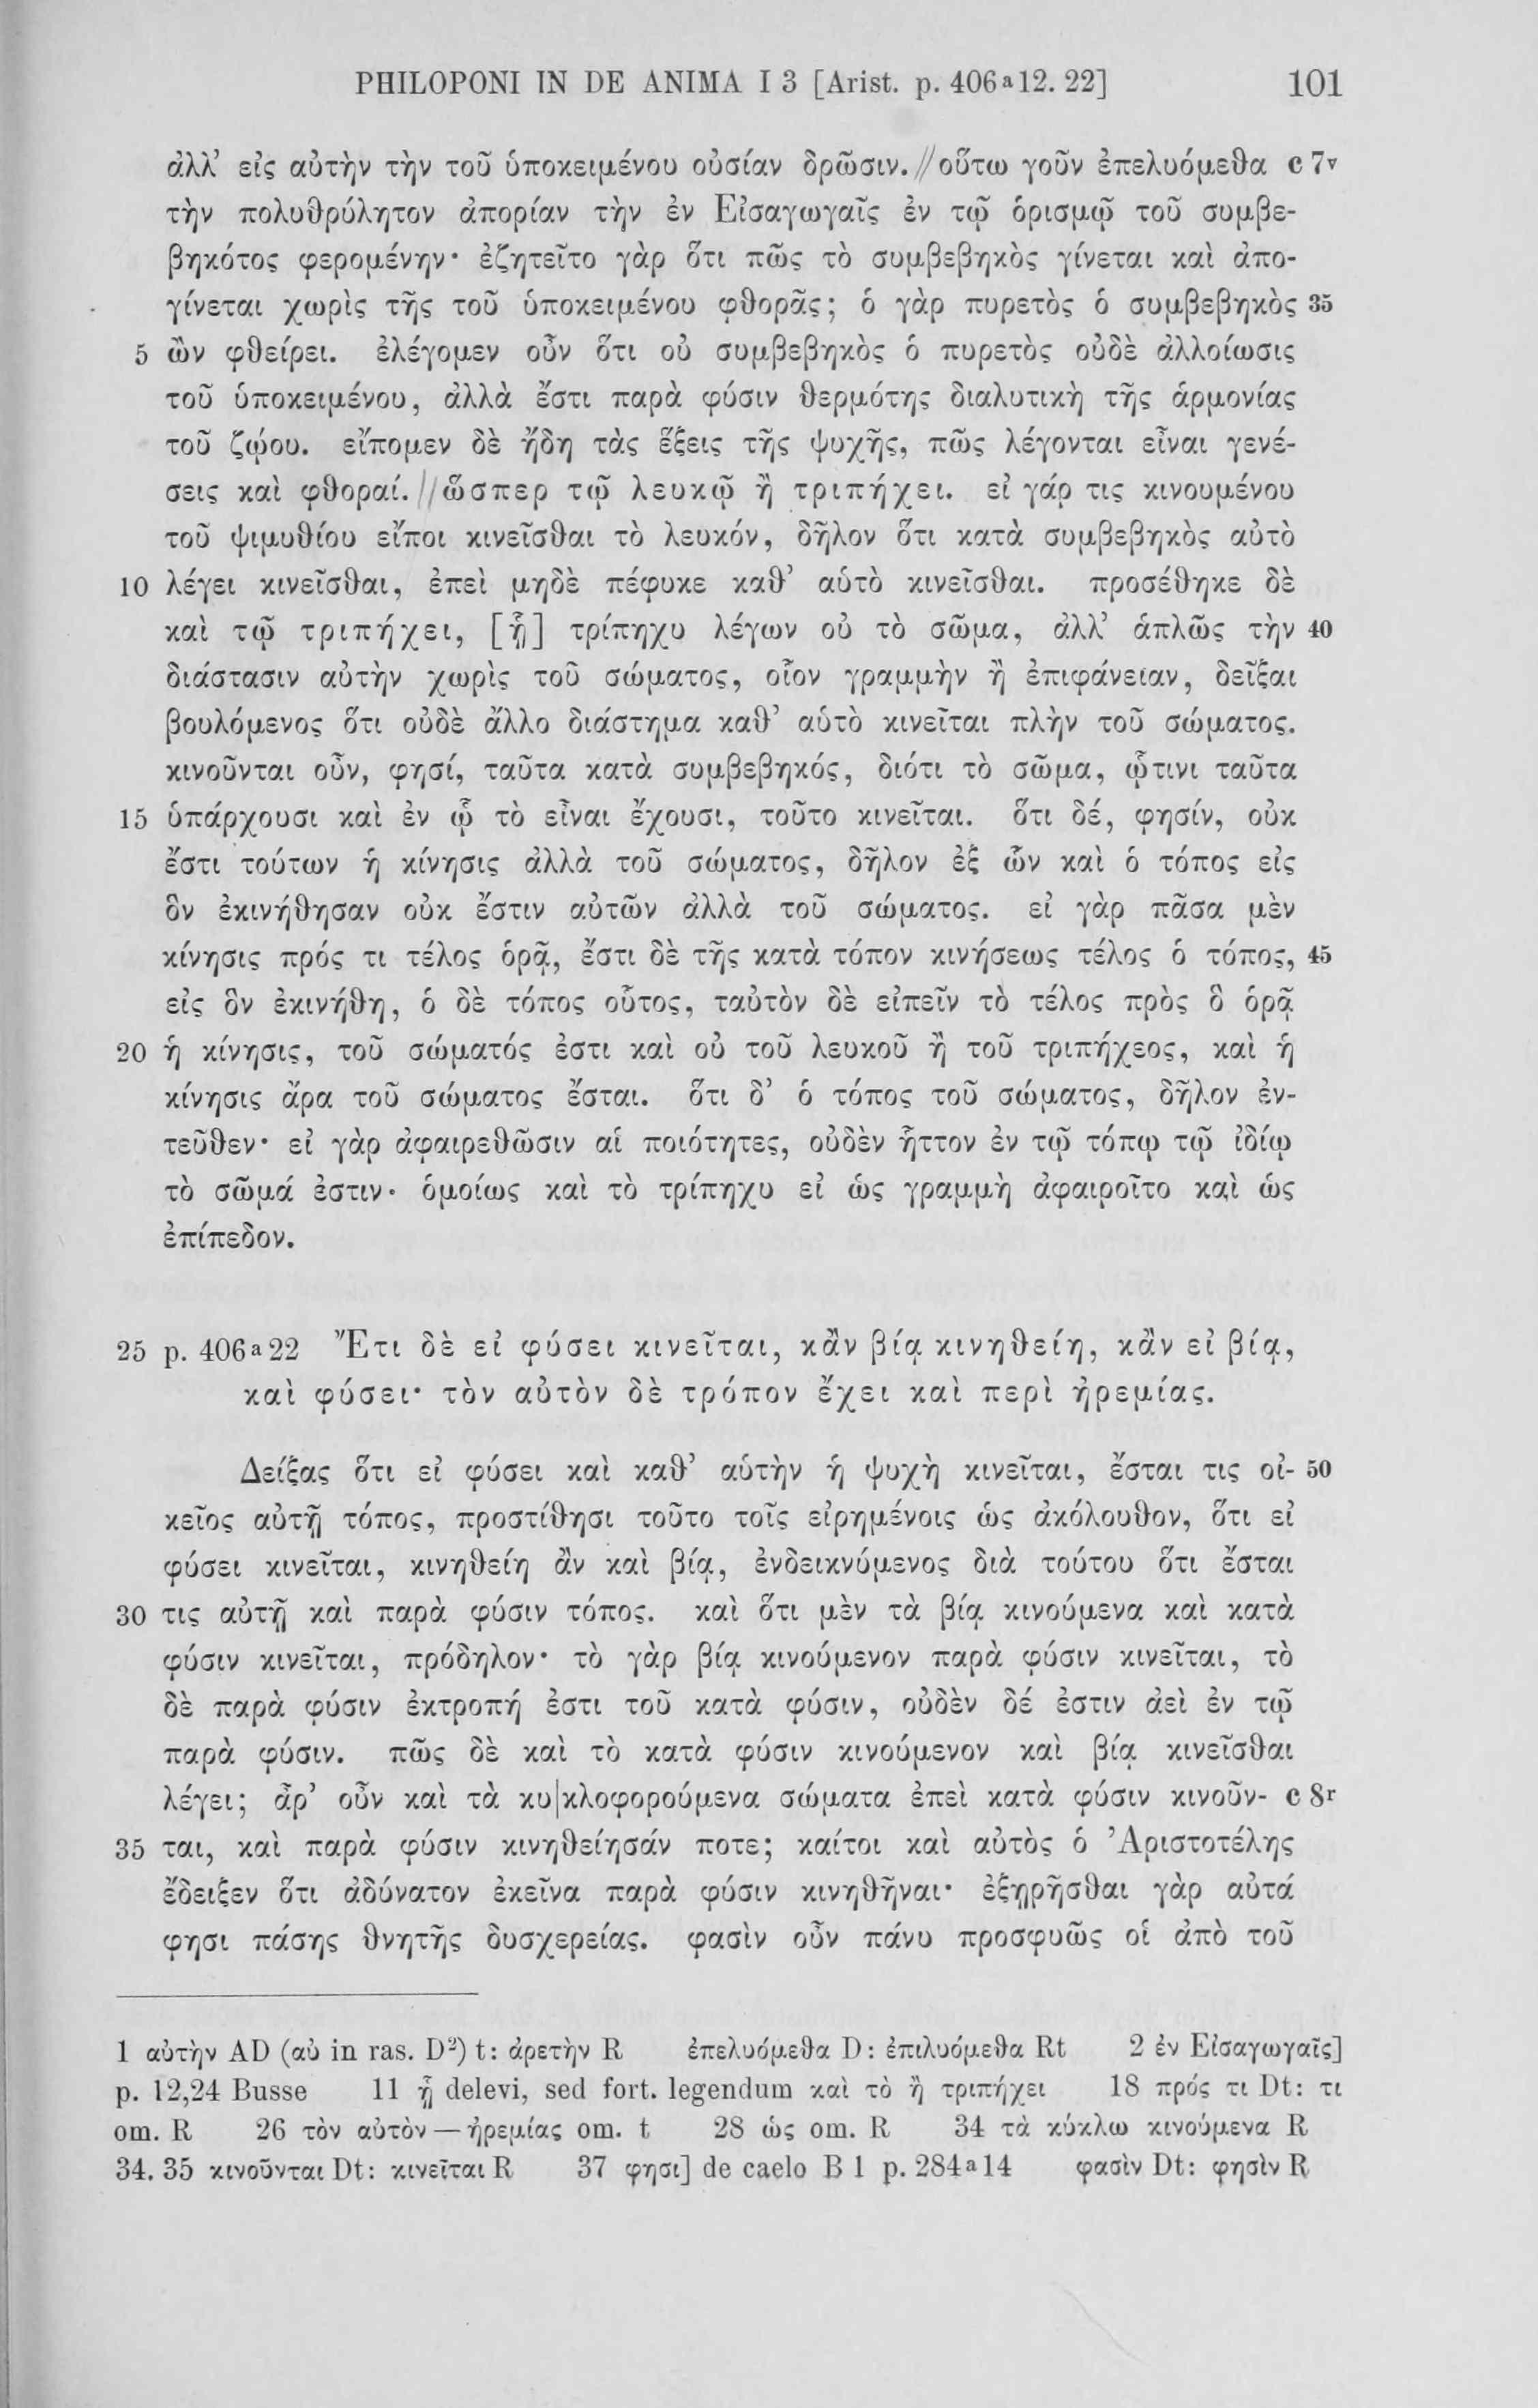 PHILOPONI IN DE ANIMA I 3 [Arist. p. 406a12. 22] 101
ἀλλ’ εἰς αὐτὴν τὴν τοῦ ὑποκειμένου οὐσίαν δρῶσιν. // οὕτω γοῦν ἐπελυόμεθα c 7v
τὴν πολυθρύλητον ἀπορίαν τὴν ἐν Εἰσαγωγαῖς ἐν τῷ ὁρισμῷ τοῦ συμβε-
βηκότος φερομένην· ἐζητεῖτο γὰρ ὅτι πῶς τὸ συμβεβηκὸς γίνεται καὶ ἀπο-
γίνεται χωρὶς τῆς τοῦ ὑποκειμένου φθορᾶς; ὁ γὰρ πυρετὸς ὁ συμβεβηκὸς 35
5 ὢν φθείρει. ἐλέγομεν οὖν ὅτι οὐ συμβεβηκὸς ὁ πυρετὸς οὐδὲ ἀλλοίωσις
τοῦ ὑποκειμένου, ἀλλὰ ἔστι παρὰ φύσιν θερμότης διαλυτικὴ τῆς ἁρμονίας
τοῦ ζῴου. εἴπομεν δὲ ἤδη τὰς ἕξεις τῆς ψυχῆς, πῶς λέγονται εἶναι γενέ-
σεις καὶ φθοραί. // ὥσπερ τῷ λευκῷ ἢ τριπήχει. εἰ γάρ τις κινουμένου
τοῦ ψιμυθίου εἴποι κινεῖσθαι τὸ λευκόν, δῆλον ὅτι κατὰ συμβεβηκὸς αὐτὸ
10 λέγει κινεῖσθαι, ἐπεὶ μηδὲ πέφυκε καθ’ αὑτὸ κινεῖσθαι. προσέθηκε δὲ
καὶ τῷ τριπήχει, [ᾗ] τρίπηχυ λέγων οὐ τὸ σῶμα, ἀλλ’ ἁπλῶς τὴν 40
διάστασιν αὐτὴν χωρὶς τοῦ σώματος, οἷον γραμμὴν ἢ ἐπιφάνειαν, δεῖξαι
βουλόμενος ὅτι οὐδὲ ἄλλο διάστημα καθ’ αὑτὸ κινεῖται πλὴν τοῦ σώματος.
κινοῦνται οὖν, φησί, ταῦτα κατὰ συμβεβηκός, διότι τὸ σῶμα, ᾧτινι ταῦτα
15 ὑπάρχουσι καὶ ἐν ᾧ τὸ εἶναι ἔχουσι, τοῦτο κινεῖται. ὅτι δέ, φησίν, οὐκ
ἔστι τούτων ἡ κίνησις ἀλλὰ τοῦ σώματος, δῆλον ἐξ ὧν καὶ ὁ τόπος εἰς
ὃν ἐκινήθησαν οὐκ ἔστιν αὐτῶν ἀλλὰ τοῦ σώματος. εἰ γὰρ πᾶσα μὲν
κίνησις πρός τι τέλος ὁρᾷ, ἔστι δὲ τῆς κατὰ τόπον κινήσεως τέλος ὁ τόπος, 45
εἰς ὃν ἐκινήθη, ὁ δὲ τόπος οὗτος, ταὐτὸν δὲ εἰπεῖν τὸ τέλος πρὸς ὃ ὁρᾷ
20 ἡ κίνησις, τοῦ σώματός ἐστι καὶ οὐ τοῦ λευκοῦ ἢ τοῦ τριπήχεος, καὶ ἡ
κίνησις ἄρα τοῦ σώματος ἔσται. ὅτι δ’ ὁ τόπος τοῦ σώματος, δῆλον ἐν-
τεῦθεν· εἰ γὰρ ἀφαιρεθῶσιν αἱ ποιότητες, οὐδὲν ἧττον ἐν τῷ τόπῳ τῷ ἰδίῳ
τὸ σῶμά ἐστιν· ὁμοίως καὶ τὸ τρίπηχυ εἰ ὡς γραμμὴ ἀφαιροῖτο καὶ ὡς
ἐπίπεδον.
25 p. 406a22 Ἔτι δὲ εἰ φύσει κινεῖται, κἂν βίᾳ κινηθείη, κἂν εἰ βίᾳ,
καὶ φύσει· τὸν αὐτὸν δὲ τρόπον ἔχει καὶ περὶ ἠρεμίας.
Δείξας ὅτι εἰ φύσει καὶ καθ’ αὑτὴν ἡ ψυχὴ κινεῖται, ἔσται τις οἰ- 50
κεῖος αὐτῇ τόπος, προστίθησι τοῦτο τοῖς εἰρημένοις ὡς ἀκόλουθον, ὅτι εἰ
φύσει κινεῖται, κινηθείη ἂν καὶ βίᾳ, ἐνδεικνύμενος διὰ τούτου ὅτι ἔσται
30 τις αὐτῇ καὶ παρὰ φύσιν τόπος. καὶ ὅτι μὲν τὰ βίᾳ κινούμενα καὶ κατὰ
φύσιν κινεῖται, πρόδηλον· τὸ γὰρ βίᾳ κινούμενον παρὰ φύσιν κινεῖται, τὸ
δὲ παρὰ φύσιν ἐκτροπή ἐστι τοῦ κατὰ φύσιν, οὐδὲν δέ ἐστιν ἀεὶ ἐν τῷ
παρὰ φύσιν. πῶς δὲ καὶ τὸ κατὰ φύσιν κινούμενον καὶ βίᾳ κινεῖσθαι
λέγει; ἆρ’ οὖν καὶ τὰ κυ|κλοφορούμενα σώματα ἐπεὶ κατὰ φύσιν κινοῦν- c 8r
35 ται, καὶ παρὰ φύσιν κινηθείησάν ποτε; καίτοι καὶ αὐτὸς ὁ Ἀριστοτέλης
ἔδειξεν ὅτι ἀδύνατον ἐκεῖνα παρὰ φύσιν κινηθῆναι· ἐξῃρῆσθαι γὰρ αὐτά
φησι πάσης θνητῆς δυσχερείας. φασὶν οὖν πάνυ προσφυῶς οἱ ἀπὸ τοῦ
1 αὐτὴν AD (αὐ in ras. D²) t: ἀρετὴν R ἐπελυόμεθα D: ἐπιλυόμεθα Rt 2 ἐν Εἰσαγωγαῖς]
p. 12,24 Busse 11 ᾗ delevi, sed fort. legendum καὶ τὸ ἢ τριπήχει 18 πρός τι Dt: τι
om. R 26 τὸν αὐτὸν — ἠρεμίας om. t 28 ὡς om. R 34 τὰ κύκλω κινούμενα R
34. 35 κινοῦνται Dt: κινεῖται R 37 φησι] de caelo B 1 p. 284a14 φασὶν Dt: φησὶν R